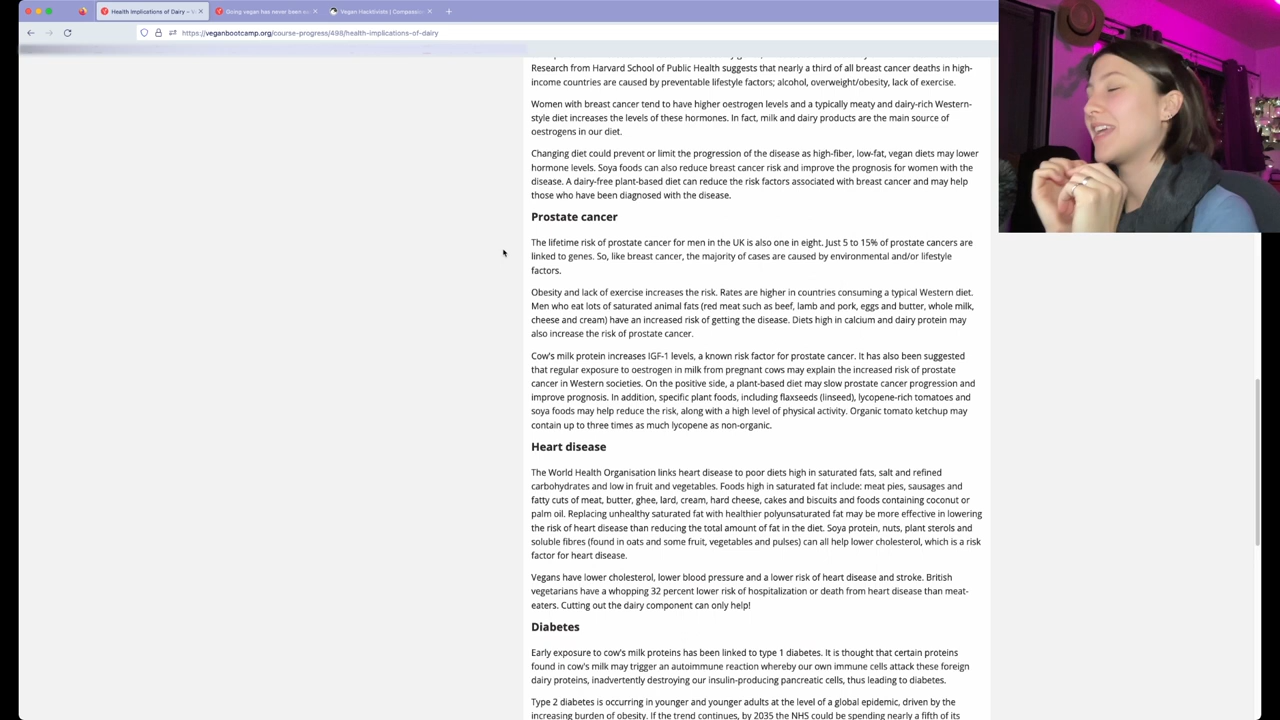 Health Implications of Dairy - V
Going vegan has never been ea
Vegan Hacktivists | Compassion
https://veganbootcamp.org/course-progress/498/health-implications-of-dairy
Research from Harvard School of Public Health suggests that nearly a third of all breast cancer deaths in high-
income countries are caused by preventable lifestyle factors; alcohol, overweight/obesity, lack of exercise.
Women with breast cancer tend to have higher oestrogen levels and a typically meaty and dairy-rich Western-
style diet increases the levels of these hormones. In fact, milk and dairy products are the main source of
oestrogens in our diet.
Changing diet could prevent or limit the progression of the disease as high-fiber, low-fat, vegan diets may lower
hormone levels. Soya foods can also reduce breast cancer risk and improve the prognosis for women with the
disease. A dairy-free plant-based diet can reduce the risk factors associated with breast cancer and may help
those who have been diagnosed with the disease.
Prostate cancer
The lifetime risk of prostate cancer for men in the UK is also one in eight. Just 5 to 15% of prostate cancers are
linked to genes. So, like breast cancer, the majority of cases are caused by environmental and/or lifestyle
factors.
Obesity and lack of exercise increases the risk. Rates are higher in countries consuming a typical Western diet.
Men who eat lots of saturated animal fats (red meat such as beef, lamb and pork, eggs and butter, whole milk,
cheese and cream) have an increased risk of getting the disease. Diets high in calcium and dairy protein may
also increase the risk of prostate cancer.
Cow's milk protein increases IGF-1 levels, a known risk factor for prostate cancer. It has also been suggested
that regular exposure to oestrogen in milk from pregnant cows may explain the increased risk of prostate
cancer in Western societies. On the positive side, a plant-based diet may slow prostate cancer progression and
improve prognosis. In addition, specific plant foods, including flaxseeds (linseed), lycopene-rich tomatoes and
soya foods may help reduce the risk, along with a high level of physical activity. Organic tomato ketchup may
contain up to three times as much lycopene as non-organic.
Heart disease
The World Health Organisation links heart disease to poor diets high in saturated fats, salt and refined
carbohydrates and low in fruit and vegetables. Foods high in saturated fat include: meat pies, sausages and
fatty cuts of meat, butter, ghee, lard, cream, hard cheese, cakes and biscuits and foods containing coconut or
palm oil. Replacing unhealthy saturated fat with healthier polyunsaturated fat may be more effective in lowering
the risk of heart disease than reducing the total amount of fat in the diet. Soya protein, nuts, plant sterols and
soluble fibres (found in oats and some fruit, vegetables and pulses) can all help lower cholesterol, which is a risk
factor for heart disease.
Vegans have lower cholesterol, lower blood pressure and a lower risk of heart disease and stroke. British
vegetarians have a whopping 32 percent lower risk of hospitalization or death from heart disease than meat-
eaters. Cutting out the dairy component can only help!
Diabetes
Early exposure to cow's milk proteins has been linked to type 1 diabetes. It is thought that certain proteins
found in cow's milk may trigger an autoimmune reaction whereby our own immune cells attack these foreign
dairy proteins, inadvertently destroying our insulin-producing pancreatic cells, thus leading to diabetes.
Type 2 diabetes is occurring in younger and younger adults at the level of a global epidemic, driven by the
increasing burden of obesity. If the trend continues, by 2035 the NHS could be spending nearly a fifth of its